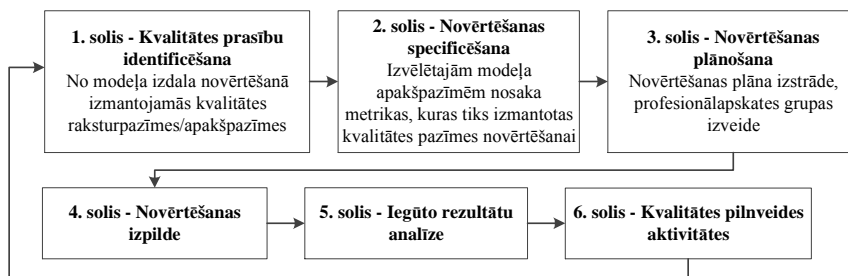 1. solis - Kvalitātes prasību
identificēšana
No modeļa izdala novērtēšanā
izmantojamās kvalitātes
raksturpazīmes/apakšpazīmes
2. solis - Novērtēšanas
specificēšana
Izvēlētajām modeļa
apakšpazīmēm nosaka
metrikas, kuras tiks izmantotas
kvalitātes pazīmes novērtēšanai
3. solis - Novērtēšanas
plānošana
Novērtēšanas plāna izstrāde,
profesionālapskates grupas
izveide
4. solis - Novērtēšanas
izpilde
5. solis - Iegūto rezultātu
analīze
6. solis - Kvalitātes pilnveides
aktivitātes